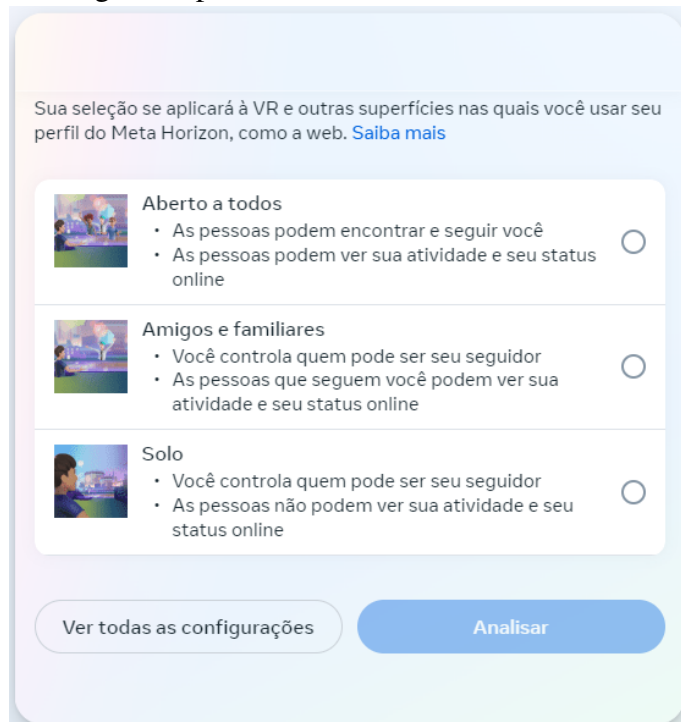 Sua seleção se aplicará à VR e outras superfícies nas quais você usar seu
perfil do Meta Horizon, como a web. Saiba mais
Aberto a todos
• As pessoas podem encontrar e seguir você
• As pessoas podem ver sua atividade e seu status
online
Amigos e familiares
• Você controla quem pode ser seu seguidor
• As pessoas que seguem você podem ver sua
atividade e seu status online
Solo
• Você controla quem pode ser seu seguidor
• As pessoas não podem ver sua atividade e seu
status online
Ver todas as configurações
Analisar